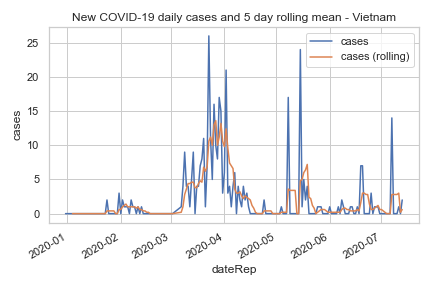 New COVID-19 daily cases and 5 day rolling mean - Vietnam
cases
cases (rolling)
25
20
15
10
5
0
cases
2020-01
2020-02
2020-03
2020-04
2020-05
2020-06
2020-07
dateRep